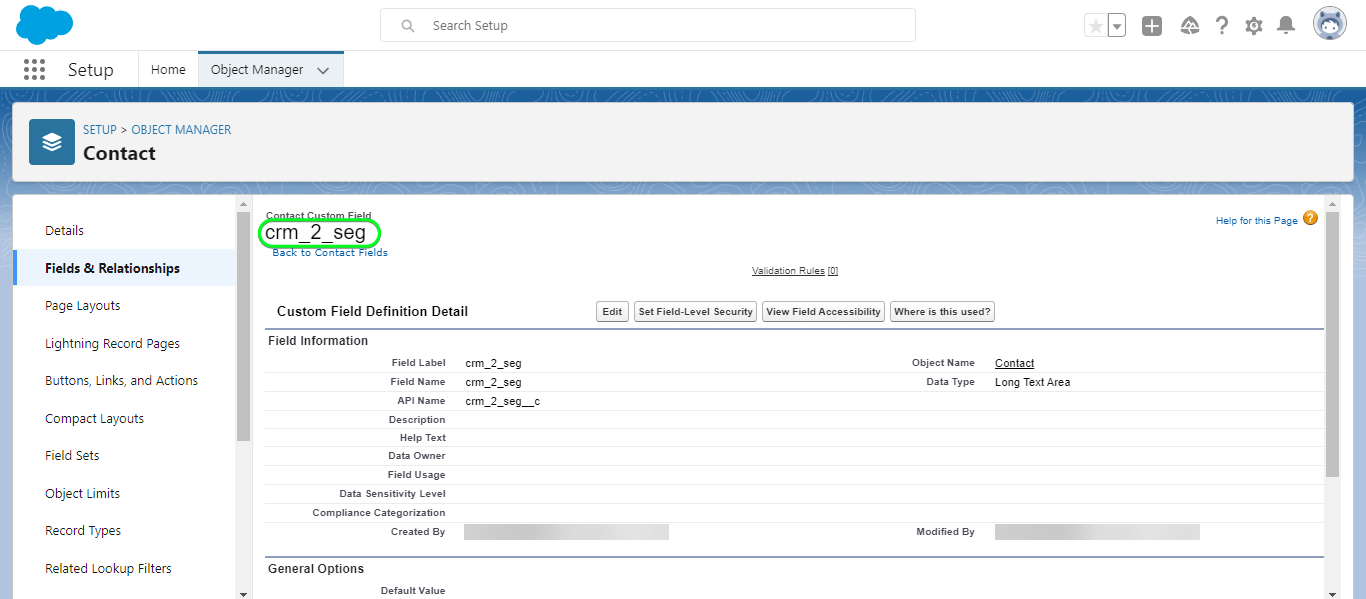 Search Setup
Setup
Home
Object Manager
SETUP > OBJECT MANAGER
Contact
Details
Fields & Relationships
Page Layouts
Lightning Record Pages
Buttons, Links, and Actions
Compact Layouts
Field Sets
Object Limits
Record Types
Related Lookup Filters
Contact Custom Field
crm_2_seg
Back to Contact Fields
Help for this Page ?
Validation Rules [0]
Custom Field Definition Detail
Edit
Set Field-Level Security
View Field Accessibility
Where is this used?
Field Information
Field Label crm_2_seg Object Name Contact
Field Name crm_2_seg Data Type Long Text Area
API Name crm_2_seg__c
Description
Help Text
Data Owner
Field Usage
Data Sensitivity Level
Compliance Categorization
Created By Modified By
General Options
Default Value